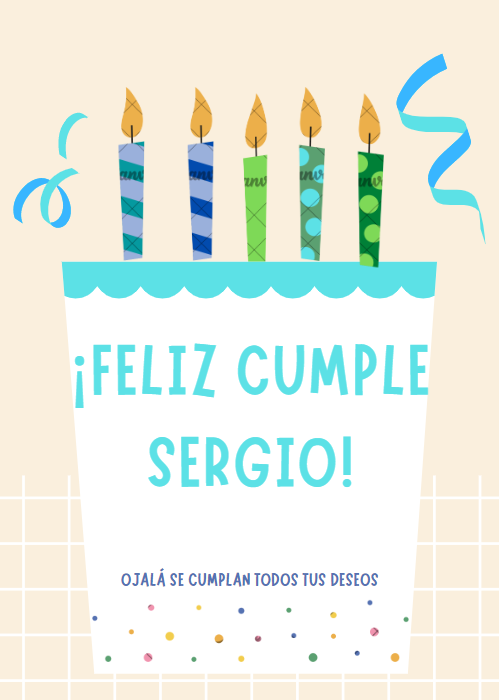 ¡FELIZ CUMPLE
SERGIO!
OJALÁ SE CUMPLAN TODOS TUS DESEOS